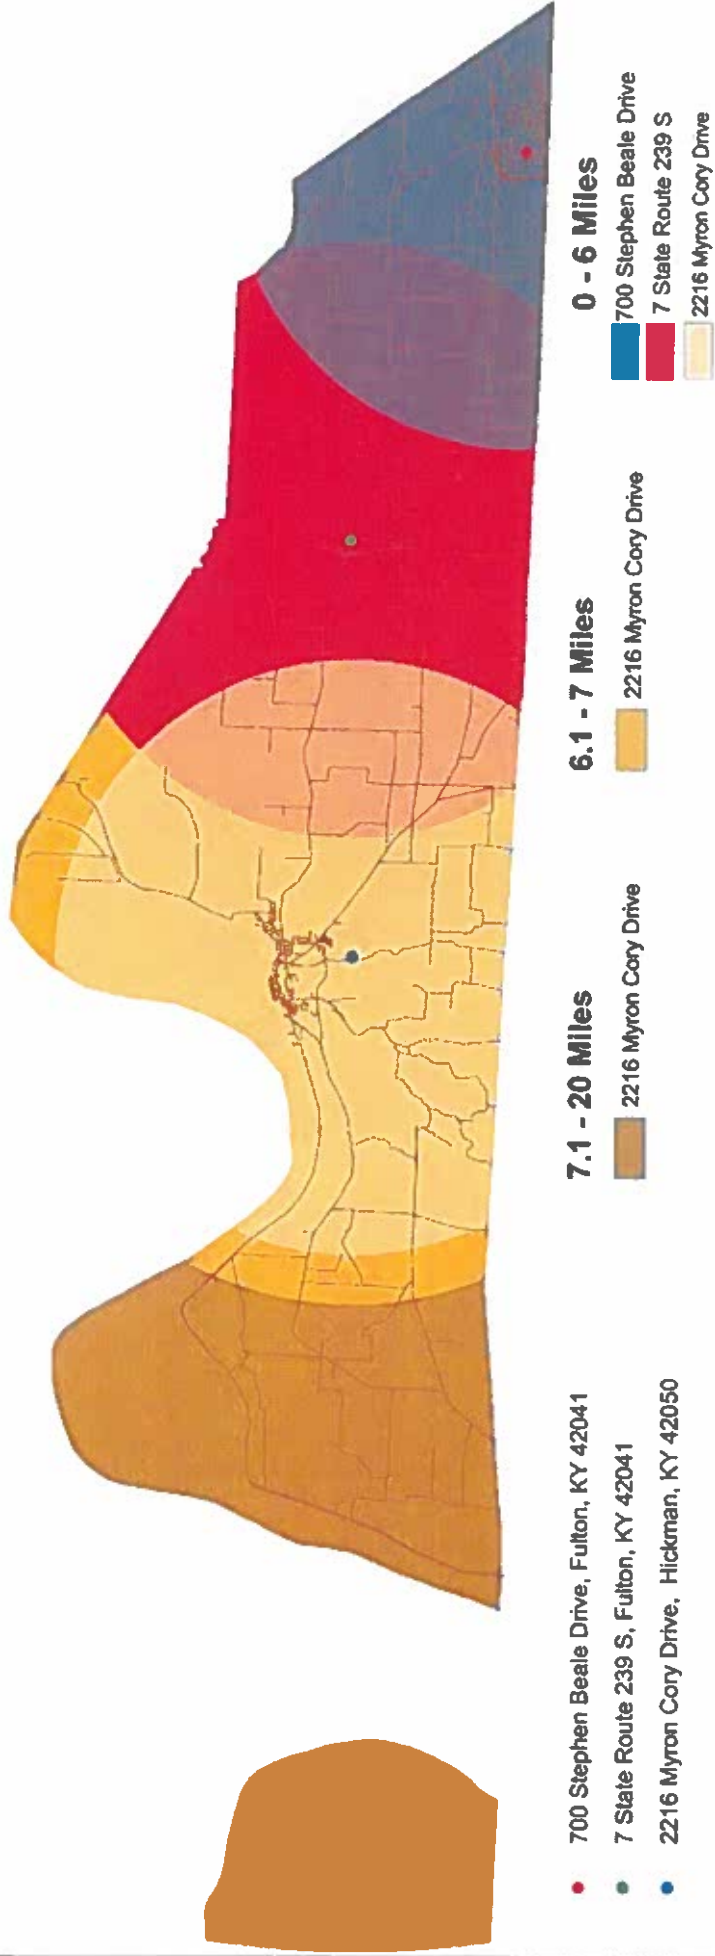 700 Stephen Beale Drive, Fulton, KY 42041
7 State Route 239 S, Fulton, KY 42041
2216 Myron Cory Drive, Hickman, KY 42050
7.1 - 20 Miles
2216 Myron Cory Drive
6.1 - 7 Miles
2216 Myron Cory Drive
0 - 6 Miles
700 Stephen Beale Drive
7 State Route 239 S
2216 Myron Cory Drive